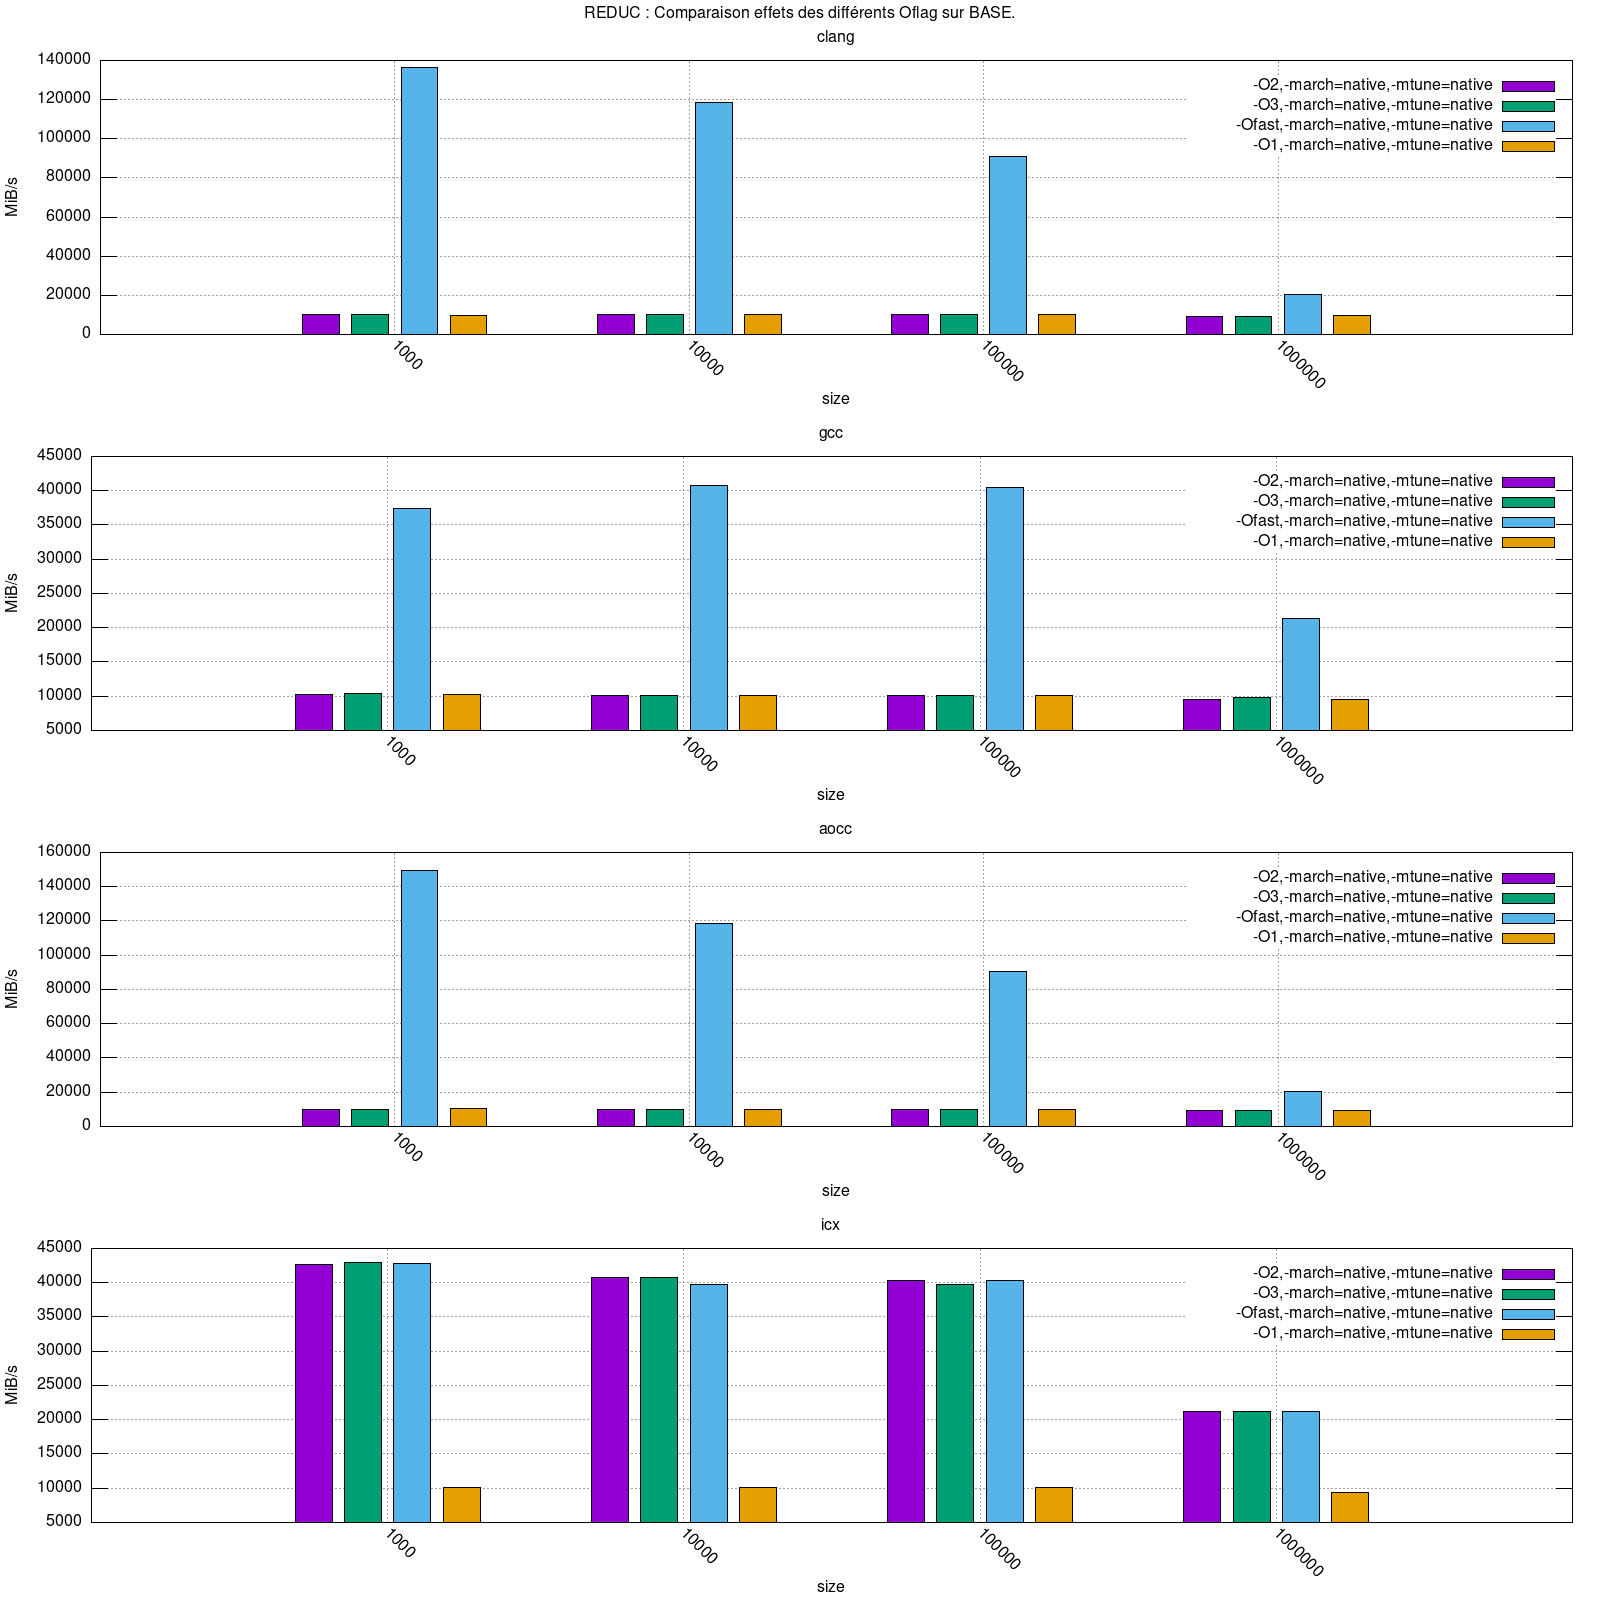 REDUC : Comparaison effets des différents Oflag sur BASE.
clang
140000
120000
100000
80000
60000
40000
20000
0
MiB/s
-O2,-march=native,-mtune=native
-O3,-march=native,-mtune=native
-Ofast,-march=native,-mtune=native
-O1,-march=native,-mtune=native
1000
10000
100000
1000000
size
gcc
45000
40000
35000
30000
25000
20000
15000
10000
5000
MiB/s
-O2,-march=native,-mtune=native
-O3,-march=native,-mtune=native
-Ofast,-march=native,-mtune=native
-O1,-march=native,-mtune=native
1000
10000
100000
1000000
size
aocc
160000
140000
120000
100000
80000
60000
40000
20000
0
MiB/s
-O2,-march=native,-mtune=native
-O3,-march=native,-mtune=native
-Ofast,-march=native,-mtune=native
-O1,-march=native,-mtune=native
1000
10000
100000
1000000
size
icx
45000
40000
35000
30000
25000
20000
15000
10000
5000
MiB/s
-O2,-march=native,-mtune=native
-O3,-march=native,-mtune=native
-Ofast,-march=native,-mtune=native
-O1,-march=native,-mtune=native
1000
10000
100000
1000000
size